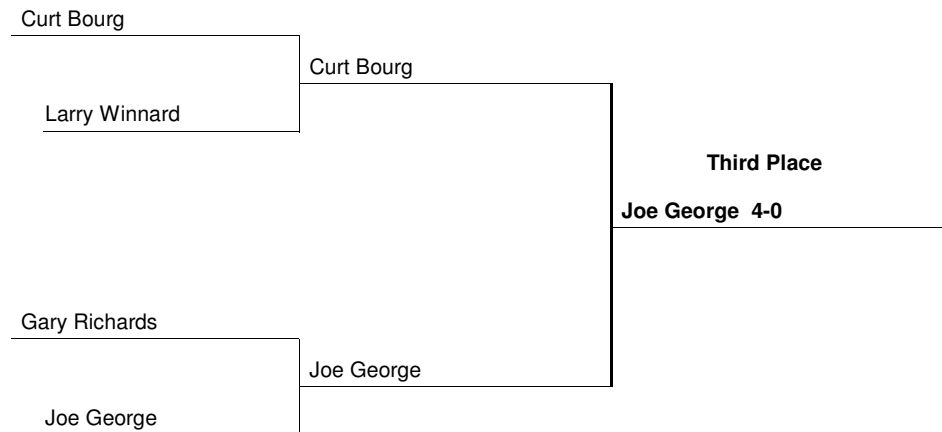 Curt Bourg
Curt Bourg
Larry Winnard
Third Place
Joe George 4-0
Gary Richards
Joe George
Joe George